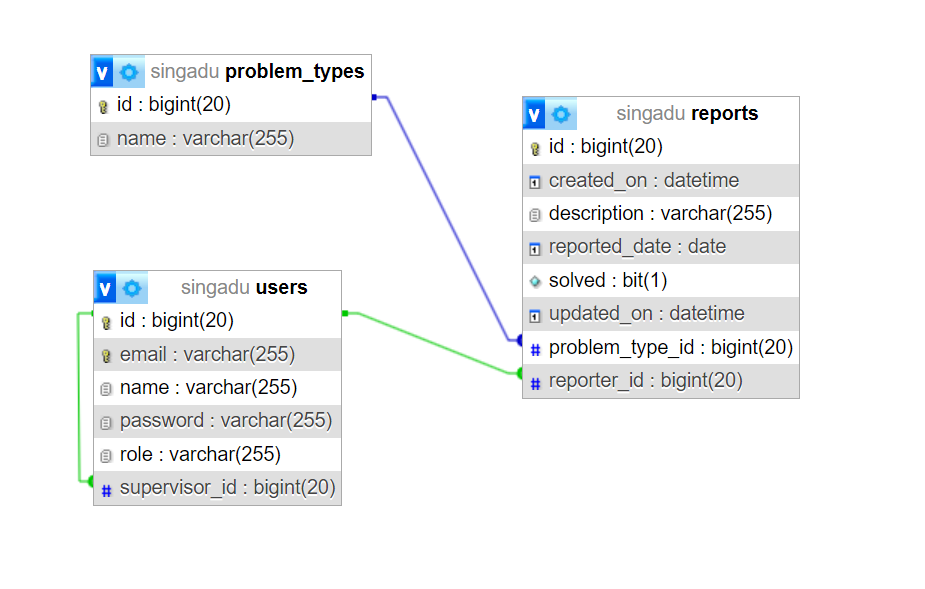 V singadu problem_types
id : bigint(20)
name : varchar(255)
V singadu reports
id : bigint(20)
created_on : datetime
description : varchar(255)
reported_date : date
solved : bit(1)
updated_on : datetime
# problem_type_id : bigint(20)
# reporter_id : bigint(20)
V singadu users
id : bigint(20)
email : varchar(255)
name : varchar(255)
password : varchar(255)
role : varchar(255)
# supervisor_id : bigint(20)